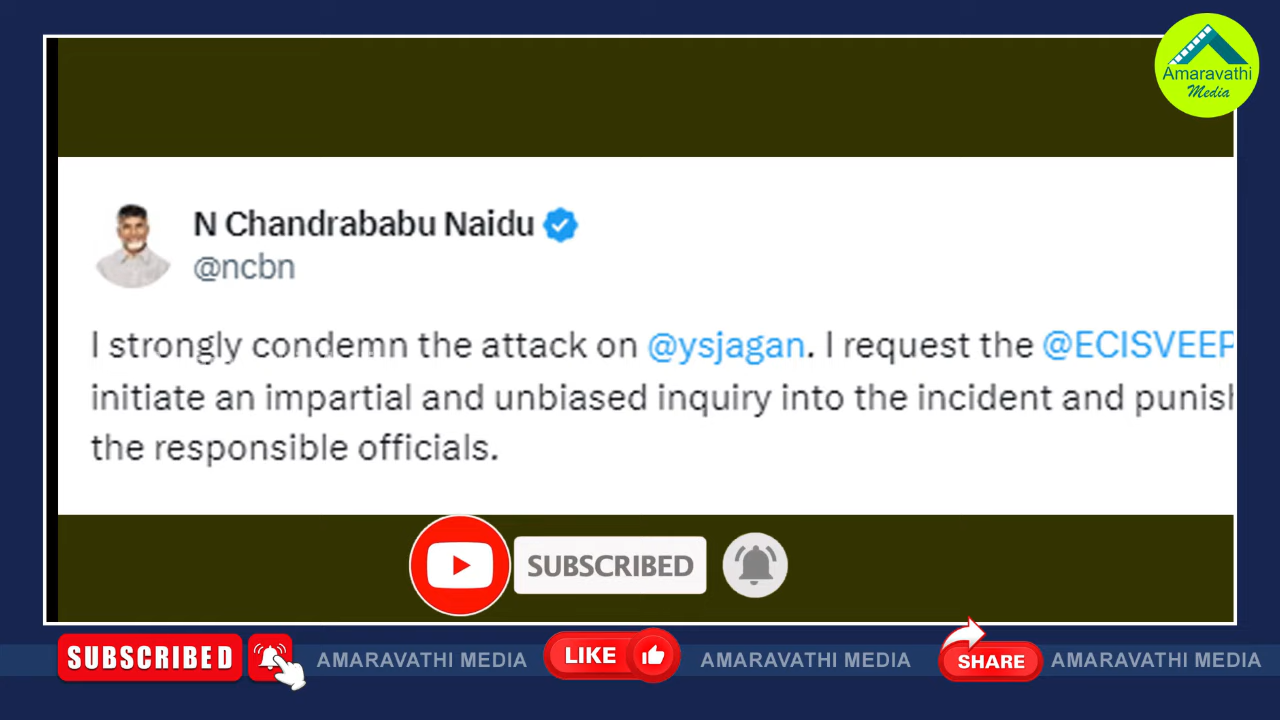 Amaravathi
Media
N Chandrababu Naidu
@ncbn
I strongly condemn the attack on @ysjagan. I request the @ECISVEEP
initiate an impartial and unbiased inquiry into the incident and punish
the responsible officials.
SUBSCRIBED
SUBSCRIBED AMARAVATHI MEDIA LIKE AMARAVATHI MEDIA SHARE AMARAVATHI MEDIA